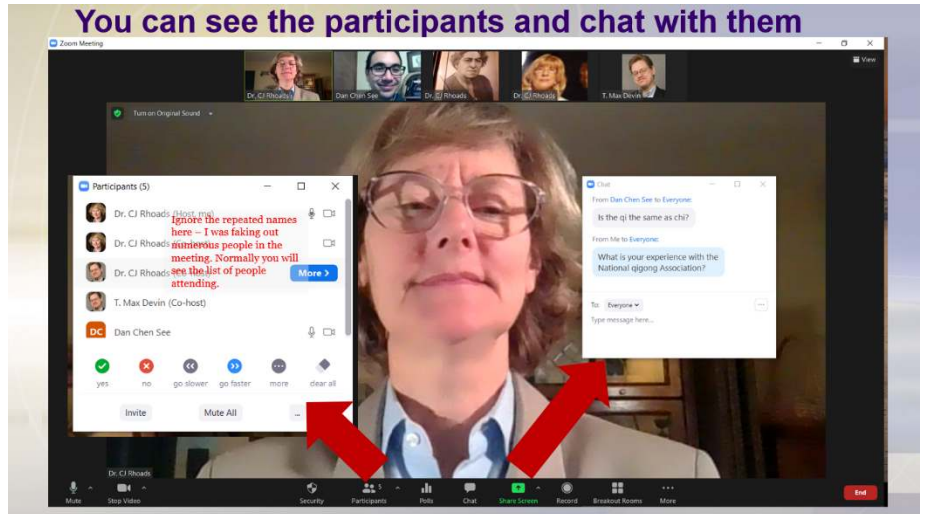 You can see the participants and chat with them
Zoom Meeting
View
Dr. CJ Rhoads
Dan Chen See
Dr. CJ Rhoads
Dr. CJ Rhoads
T. Max Devin
Turn on Original Sound
Participants (5)
Dr. CJ Rhoads (Host, me)
Dr. CJ Rhoads (Co-host)
Dr. CJ Rhoads (Co-host)
More >
T. Max Devin (Co-host)
DC Dan Chen See
Ignore the repeated names
here – I was faking out
numerous people in the
meeting. Normally you will
see the list of people
attending.
yes no go slower go faster more clear all
Invite Mute All ...
Chat
From Dan Chen See to Everyone:
Is the qi the same as chi?
From Me to Everyone:
What is your experience with the
National qigong Association?
To: Everyone
Type message here...
Dr. CJ Rhoads
Mute Stop Video Security Participants 5 Polls Chat Share Screen Record Breakout Rooms More End